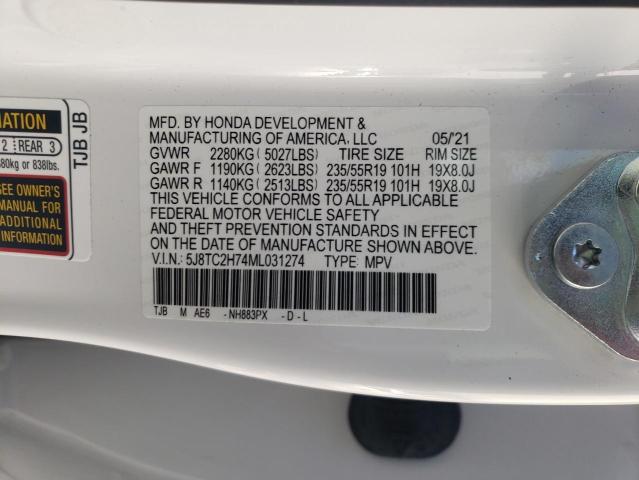 MATION
2 REAR 3
880kg or 838lbs.
SEE OWNER'S
MANUAL FOR
ADDITIONAL
INFORMATION
TJB JB
MFD. BY HONDA DEVELOPMENT &
MANUFACTURING OF AMERICA, LLC 05/'21
GVWR 2280KG(5027LBS) TIRE SIZE RIM SIZE
GAWR F 1190KG(2623LBS) 235/55R19 101H 19X8.0J
GAWR R 1140KG(2513LBS) 235/55R19 101H 19X8.0J
THIS VEHICLE CONFORMS TO ALL APPLICABLE
FEDERAL MOTOR VEHICLE SAFETY
AND THEFT PREVENTION STANDARDS IN EFFECT
ON THE DATE OF MANUFACTURE SHOWN ABOVE.
V.I.N.: 5J8TC2H74ML031274 TYPE: MPV
TJB M AE6 -NH883PX -D-L